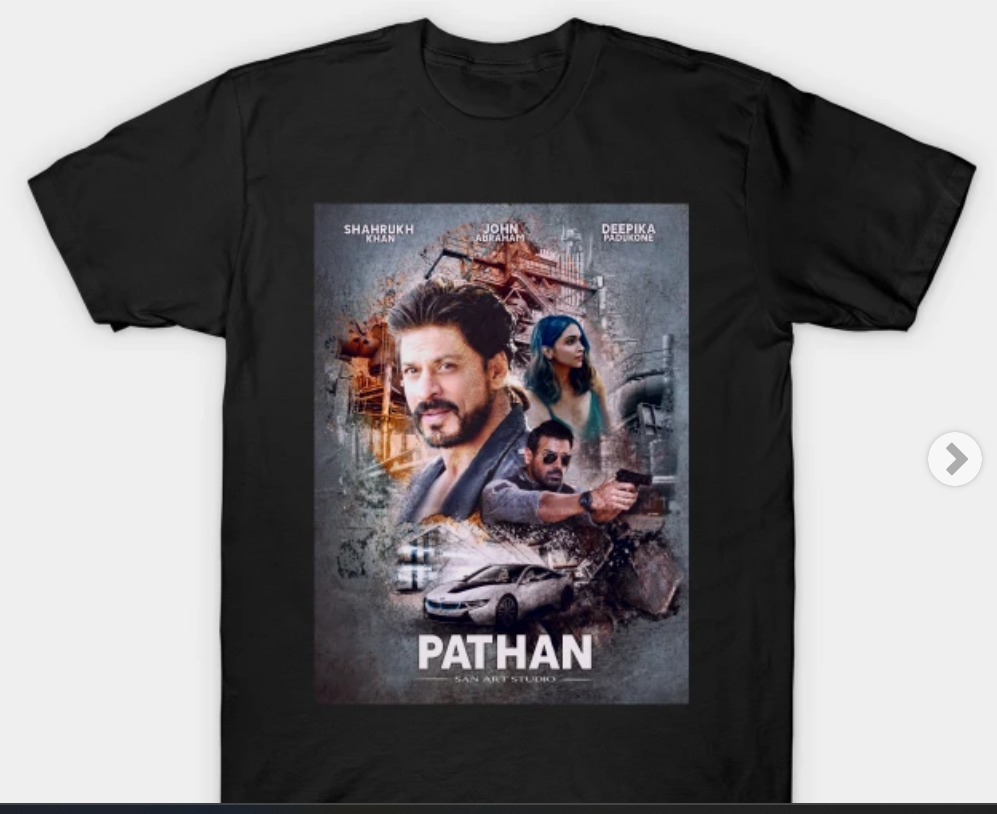 SHAHRUKH JOHN DEEPIKA
KHAN ABRAHAM PADUKONE
PATHAN
SAN ART STUDIO